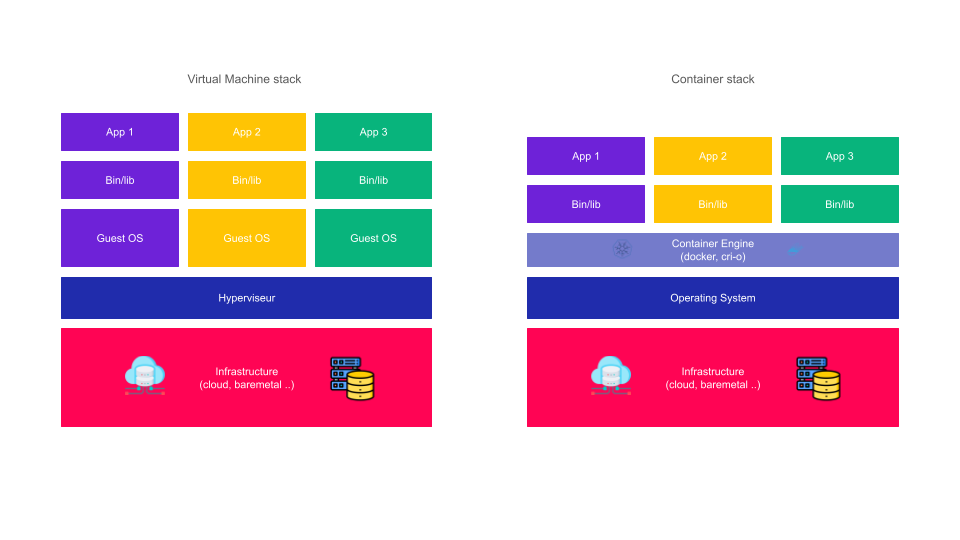 Virtual Machine stack
App 1
App 2
App 3
Bin/lib
Bin/lib
Bin/lib
Guest OS
Guest OS
Guest OS
Hyperviseur
Infrastructure
(cloud, baremetal ..)
Container stack
App 1
App 2
App 3
Bin/lib
Bin/lib
Bin/lib
Container Engine
(docker, cri-o)
Operating System
Infrastructure
(cloud, baremetal ..)